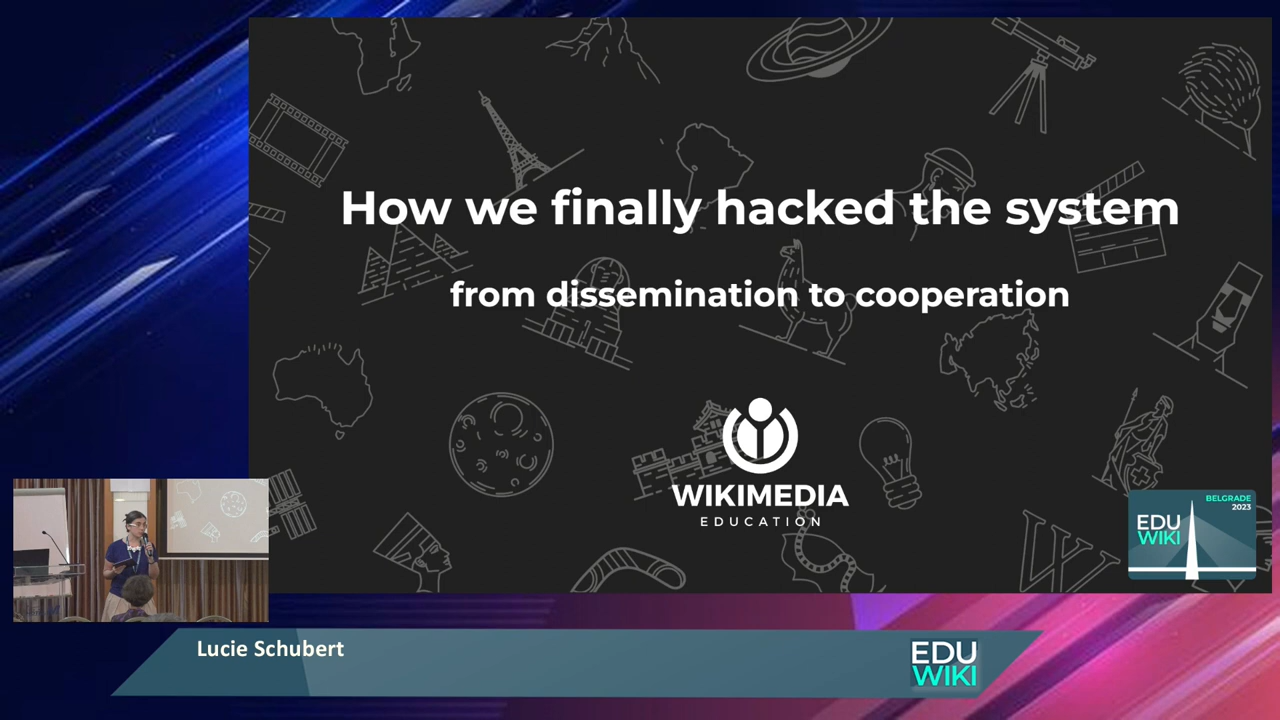 How we finally hacked the system
from dissemination to cooperation
WIKIMEDIA
EDUCATION
BELGRADE
2023
EDU
WIKI
Lucie Schubert
EDU
WIKI